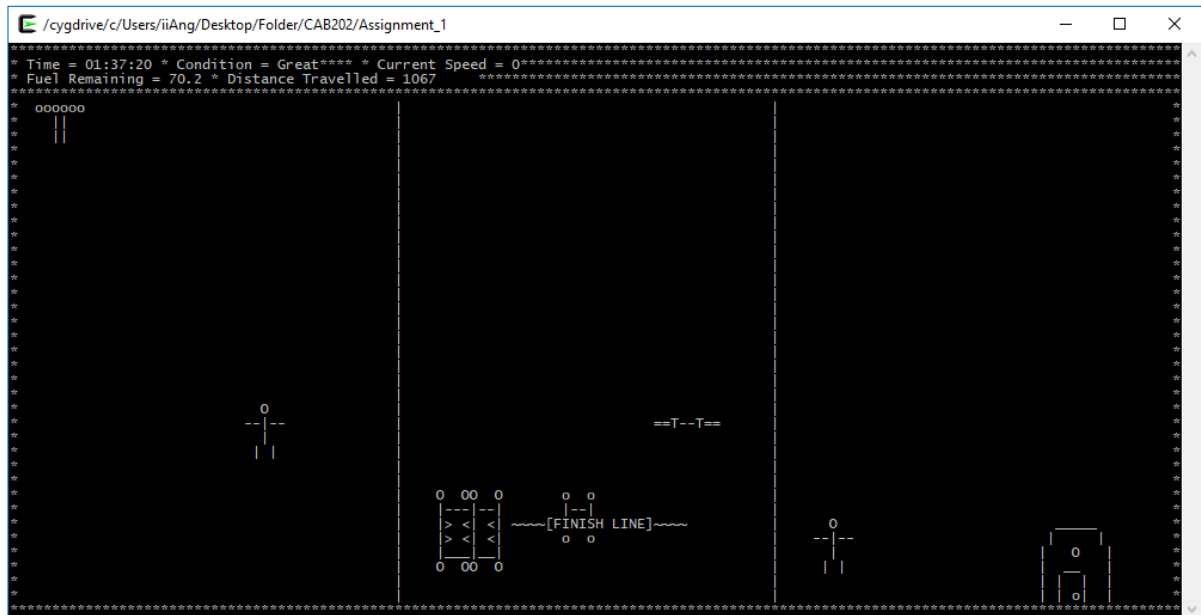 /cygdrive/c/Users/iiAng/Desktop/Folder/CAB202/Assignment_1
* Time = 01:37:20 * Condition = Great**** * Current Speed = 0
* Fuel Remaining = 70.2 * Distance Travelled = 1067
~~~~[FINISH LINE]~~~~